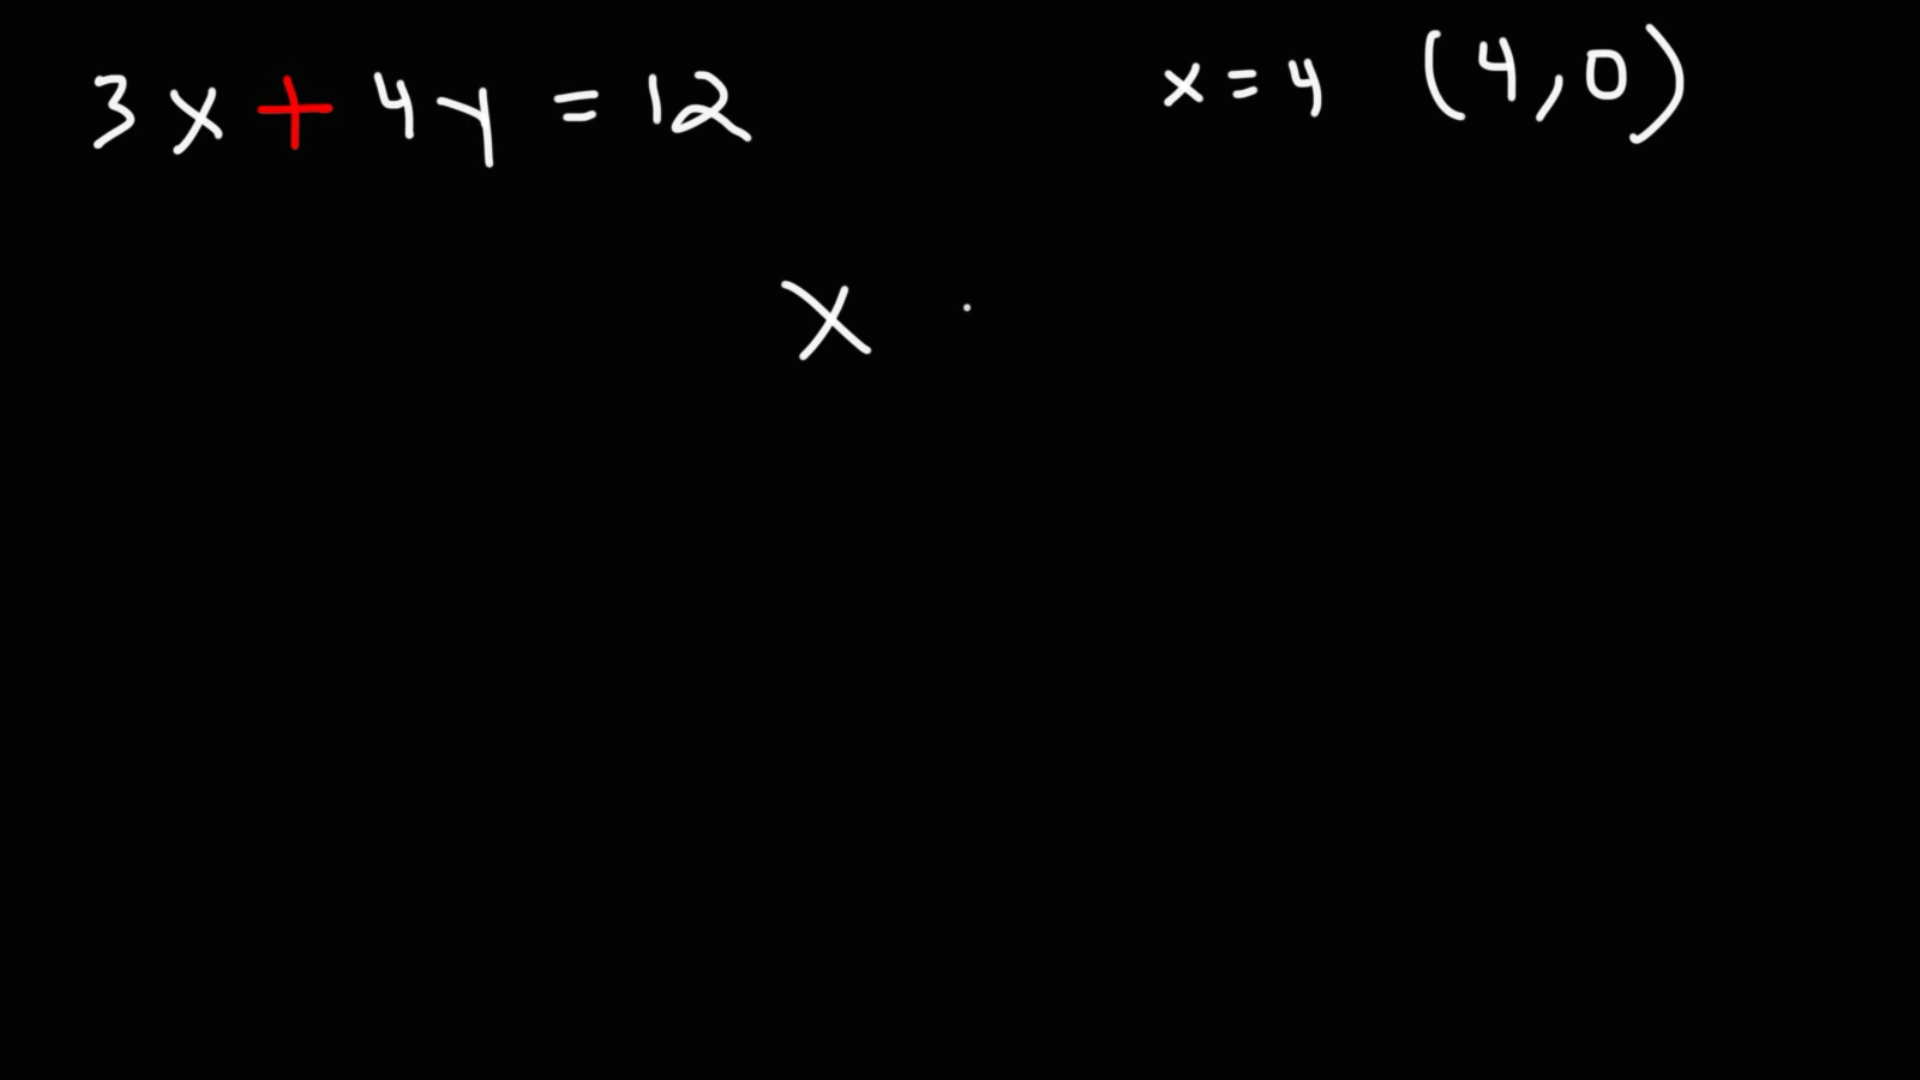 3x + 4y = 12
x = 4 (4,0)
x